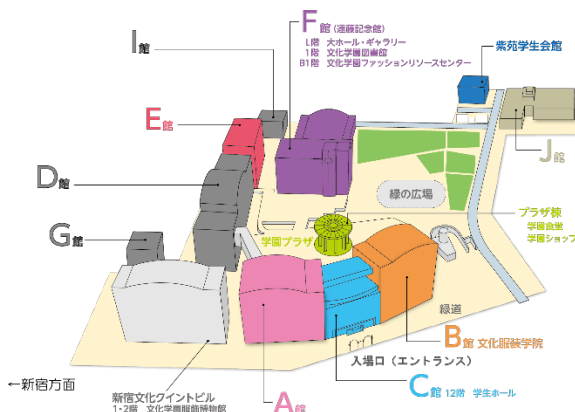 F館(遠藤記念館)
L階 大ホール・ギャラリー
1階 文化学園図書館
B1階 文化学園ファッションリソースセンター
紫苑学生会館
I館
E館
J館
D館
緑の広場
プラザ棟
学園食堂
学園ショップ
G館
学園プラザ
緑道
B館 文化服装学院
入場口(エントランス)
C館 12階 学生ホール
←新宿方面
新宿文化クイントビル
1・2階 文化学園服飾博物館
A館